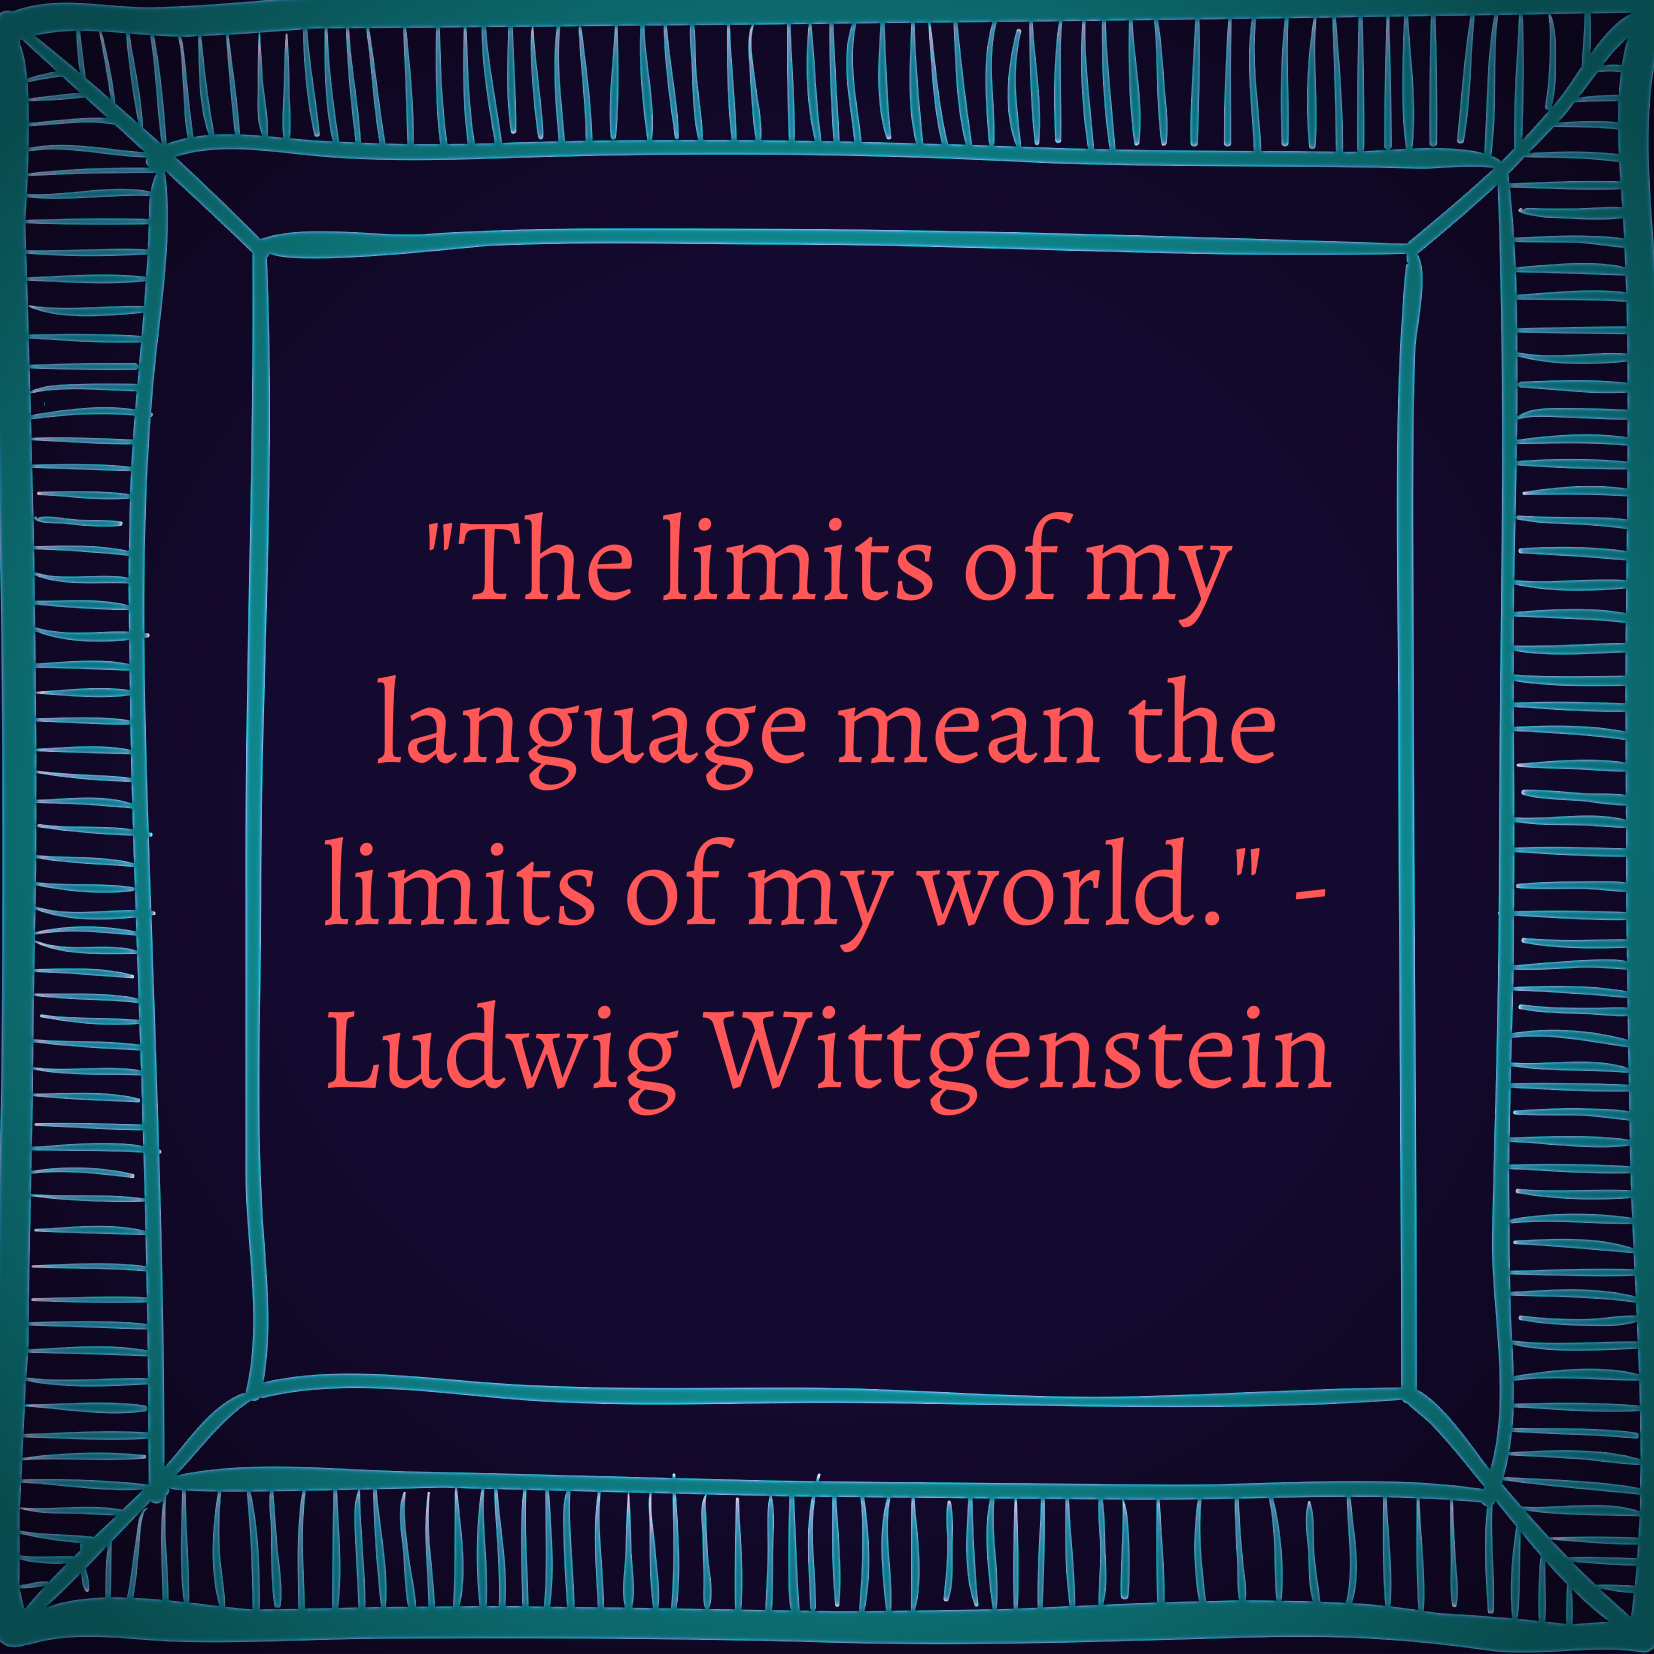 "The limits of my
language mean the
limits of my world." -
Ludwig Wittgenstein